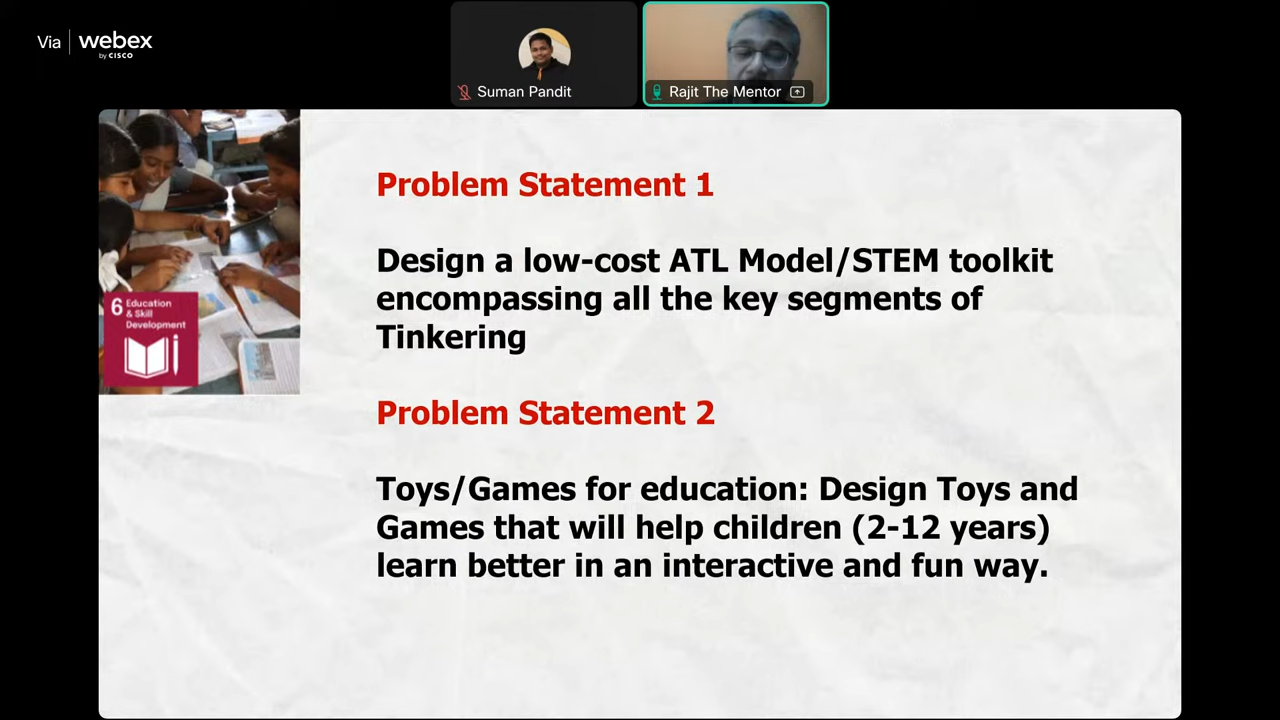 Via webex
by CISCO
Suman Pandit
Rajit The Mentor
Problem Statement 1
Design a low-cost ATL Model/STEM toolkit
encompassing all the key segments of
Tinkering
6 Education
& Skill
Development
Problem Statement 2
Toys/Games for education: Design Toys and
Games that will help children (2-12 years)
learn better in an interactive and fun way.